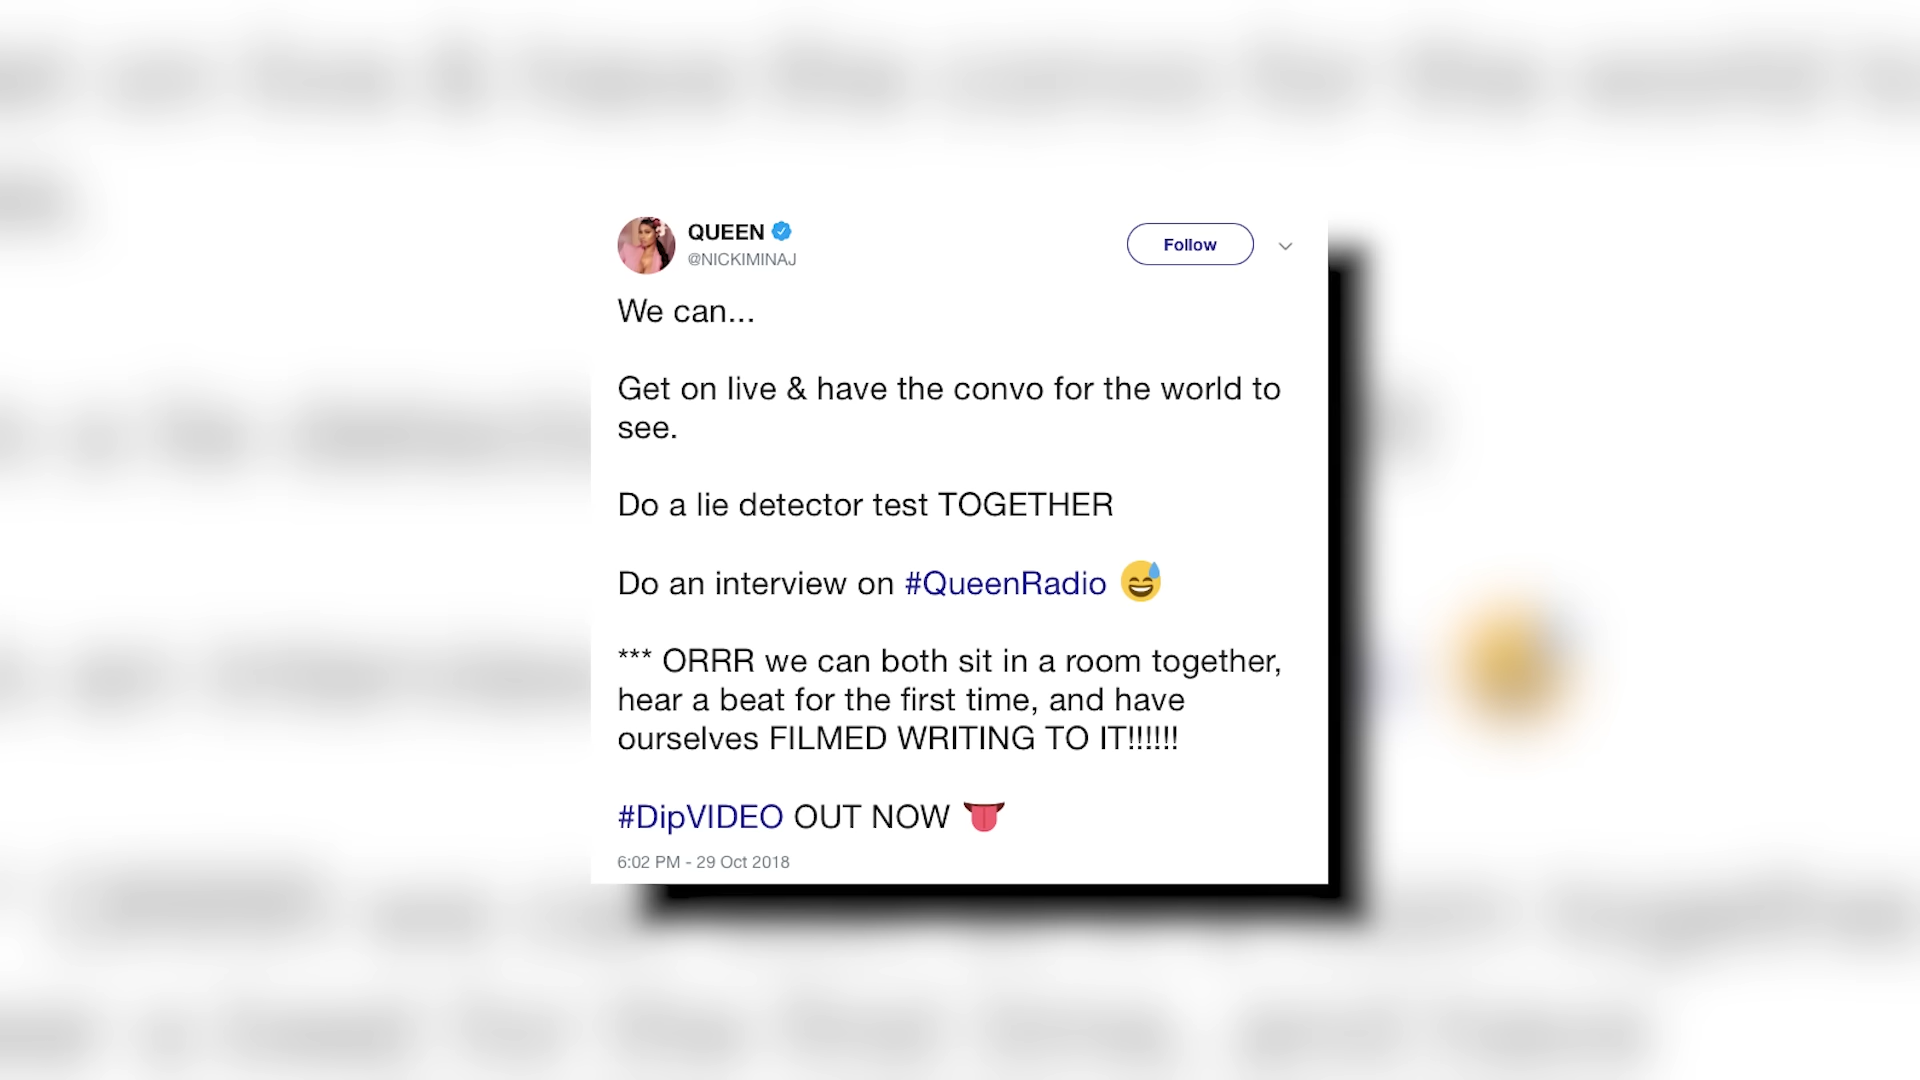 QUEEN
@NICKIMINAJ
Follow
We can...
Get on live & have the convo for the world to
see.
Do a lie detector test TOGETHER
Do an interview on #QueenRadio 😅
*** ORRR we can both sit in a room together,
hear a beat for the first time, and have
ourselves FILMED WRITING TO IT!!!!!!
#DipVIDEO OUT NOW 👅
6:02 PM - 29 Oct 2018